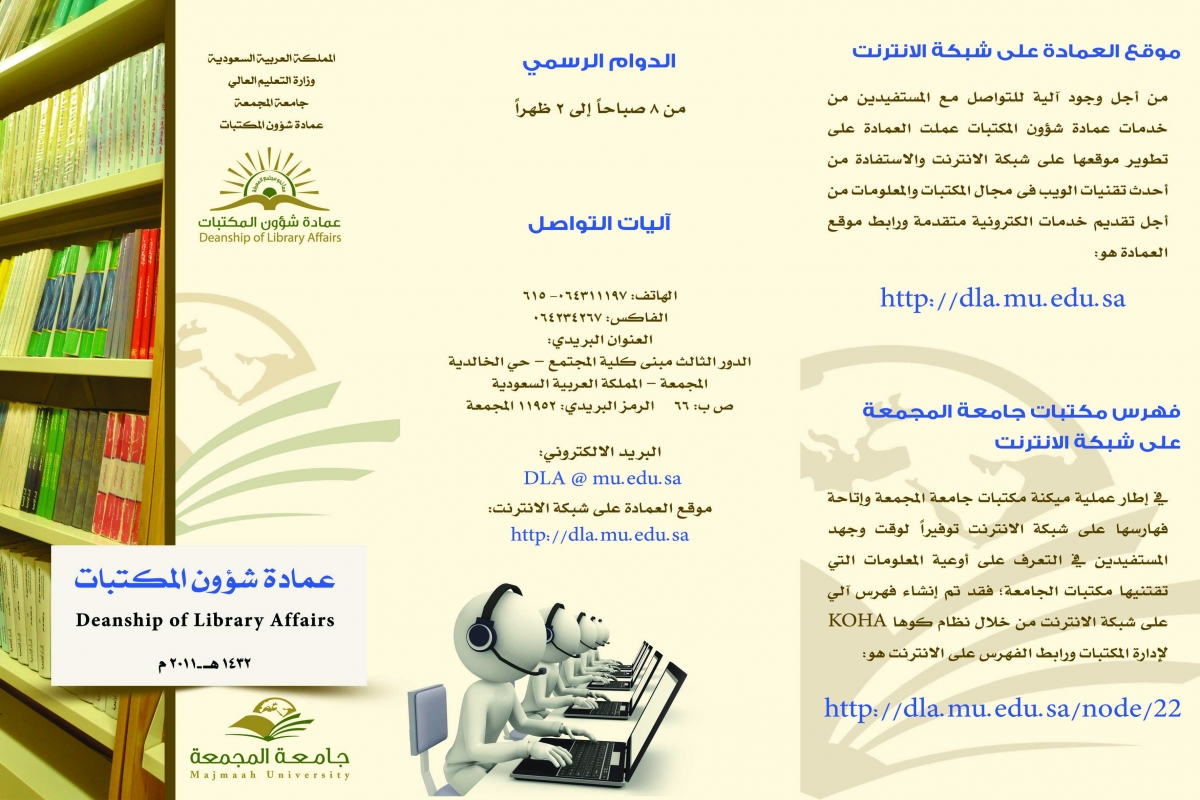 موقع العمادة على شبكة الانترنت
من أجل وجود آلية للتواصل مع المستفيدين من
خدمات عمادة شؤون المكتبات عملت العمادة على
تطوير موقعها على شبكة الانترنت والاستفادة من
أحدث تقنيات الويب فى مجال المكتبات والمعلومات من
أجل تقديم خدمات الكترونية متقدمة ورابط موقع
العمادة هو:
http://dla.mu.edu.sa
فهرس مكتبات جامعة المجمعة
على شبكة الانترنت
في إطار عملية ميكنة مكتبات جامعة المجمعة وإتاحة
فهارسها على شبكة الانترنت توفيراً لوقت وجهد
المستفيدين في التعرف على أوعية المعلومات التي
تقتنيها مكتبات الجامعة؛ فقد تم إنشاء فهرس آلي
على شبكة الانترنت من خلال نظام كوها KOHA
لإدارة المكتبات ورابط الفهرس على الانترنت هو:
http://dla.mu.edu.sa/node/22
الدوام الرسمي
من ٨ صباحاً إلى ٢ ظهراً
آليات التواصل
الهاتف: ٠٦٤٣١١١٩٧– ٦١٥
الفاكس: ٠٦٤٢٣٤٢٦٧
العنوان البريدي:
الدور الثالث مبنى كلية المجتمع – حي الخالدية
المجمعة – المملكة العربية السعودية
ص ب: ٦٦ الرمز البريدي: ١١٩٥٢ المجمعة
البريد الالكتروني:
DLA @ mu.edu.sa
موقع العمادة على شبكة الانترنت:
http://dla.mu.edu.sa
المملكة العربية السعودية
وزارة التعليم العالي
جامعة المجمعة
عمادة شؤون المكتبات
عمادة شؤون المكتبات
Deanship of Library Affairs
عمادة شؤون المكتبات
Deanship of Library Affairs
١٤٣٢ هـ-٢٠١١ م
جامعة المجمعة
Majmaah University